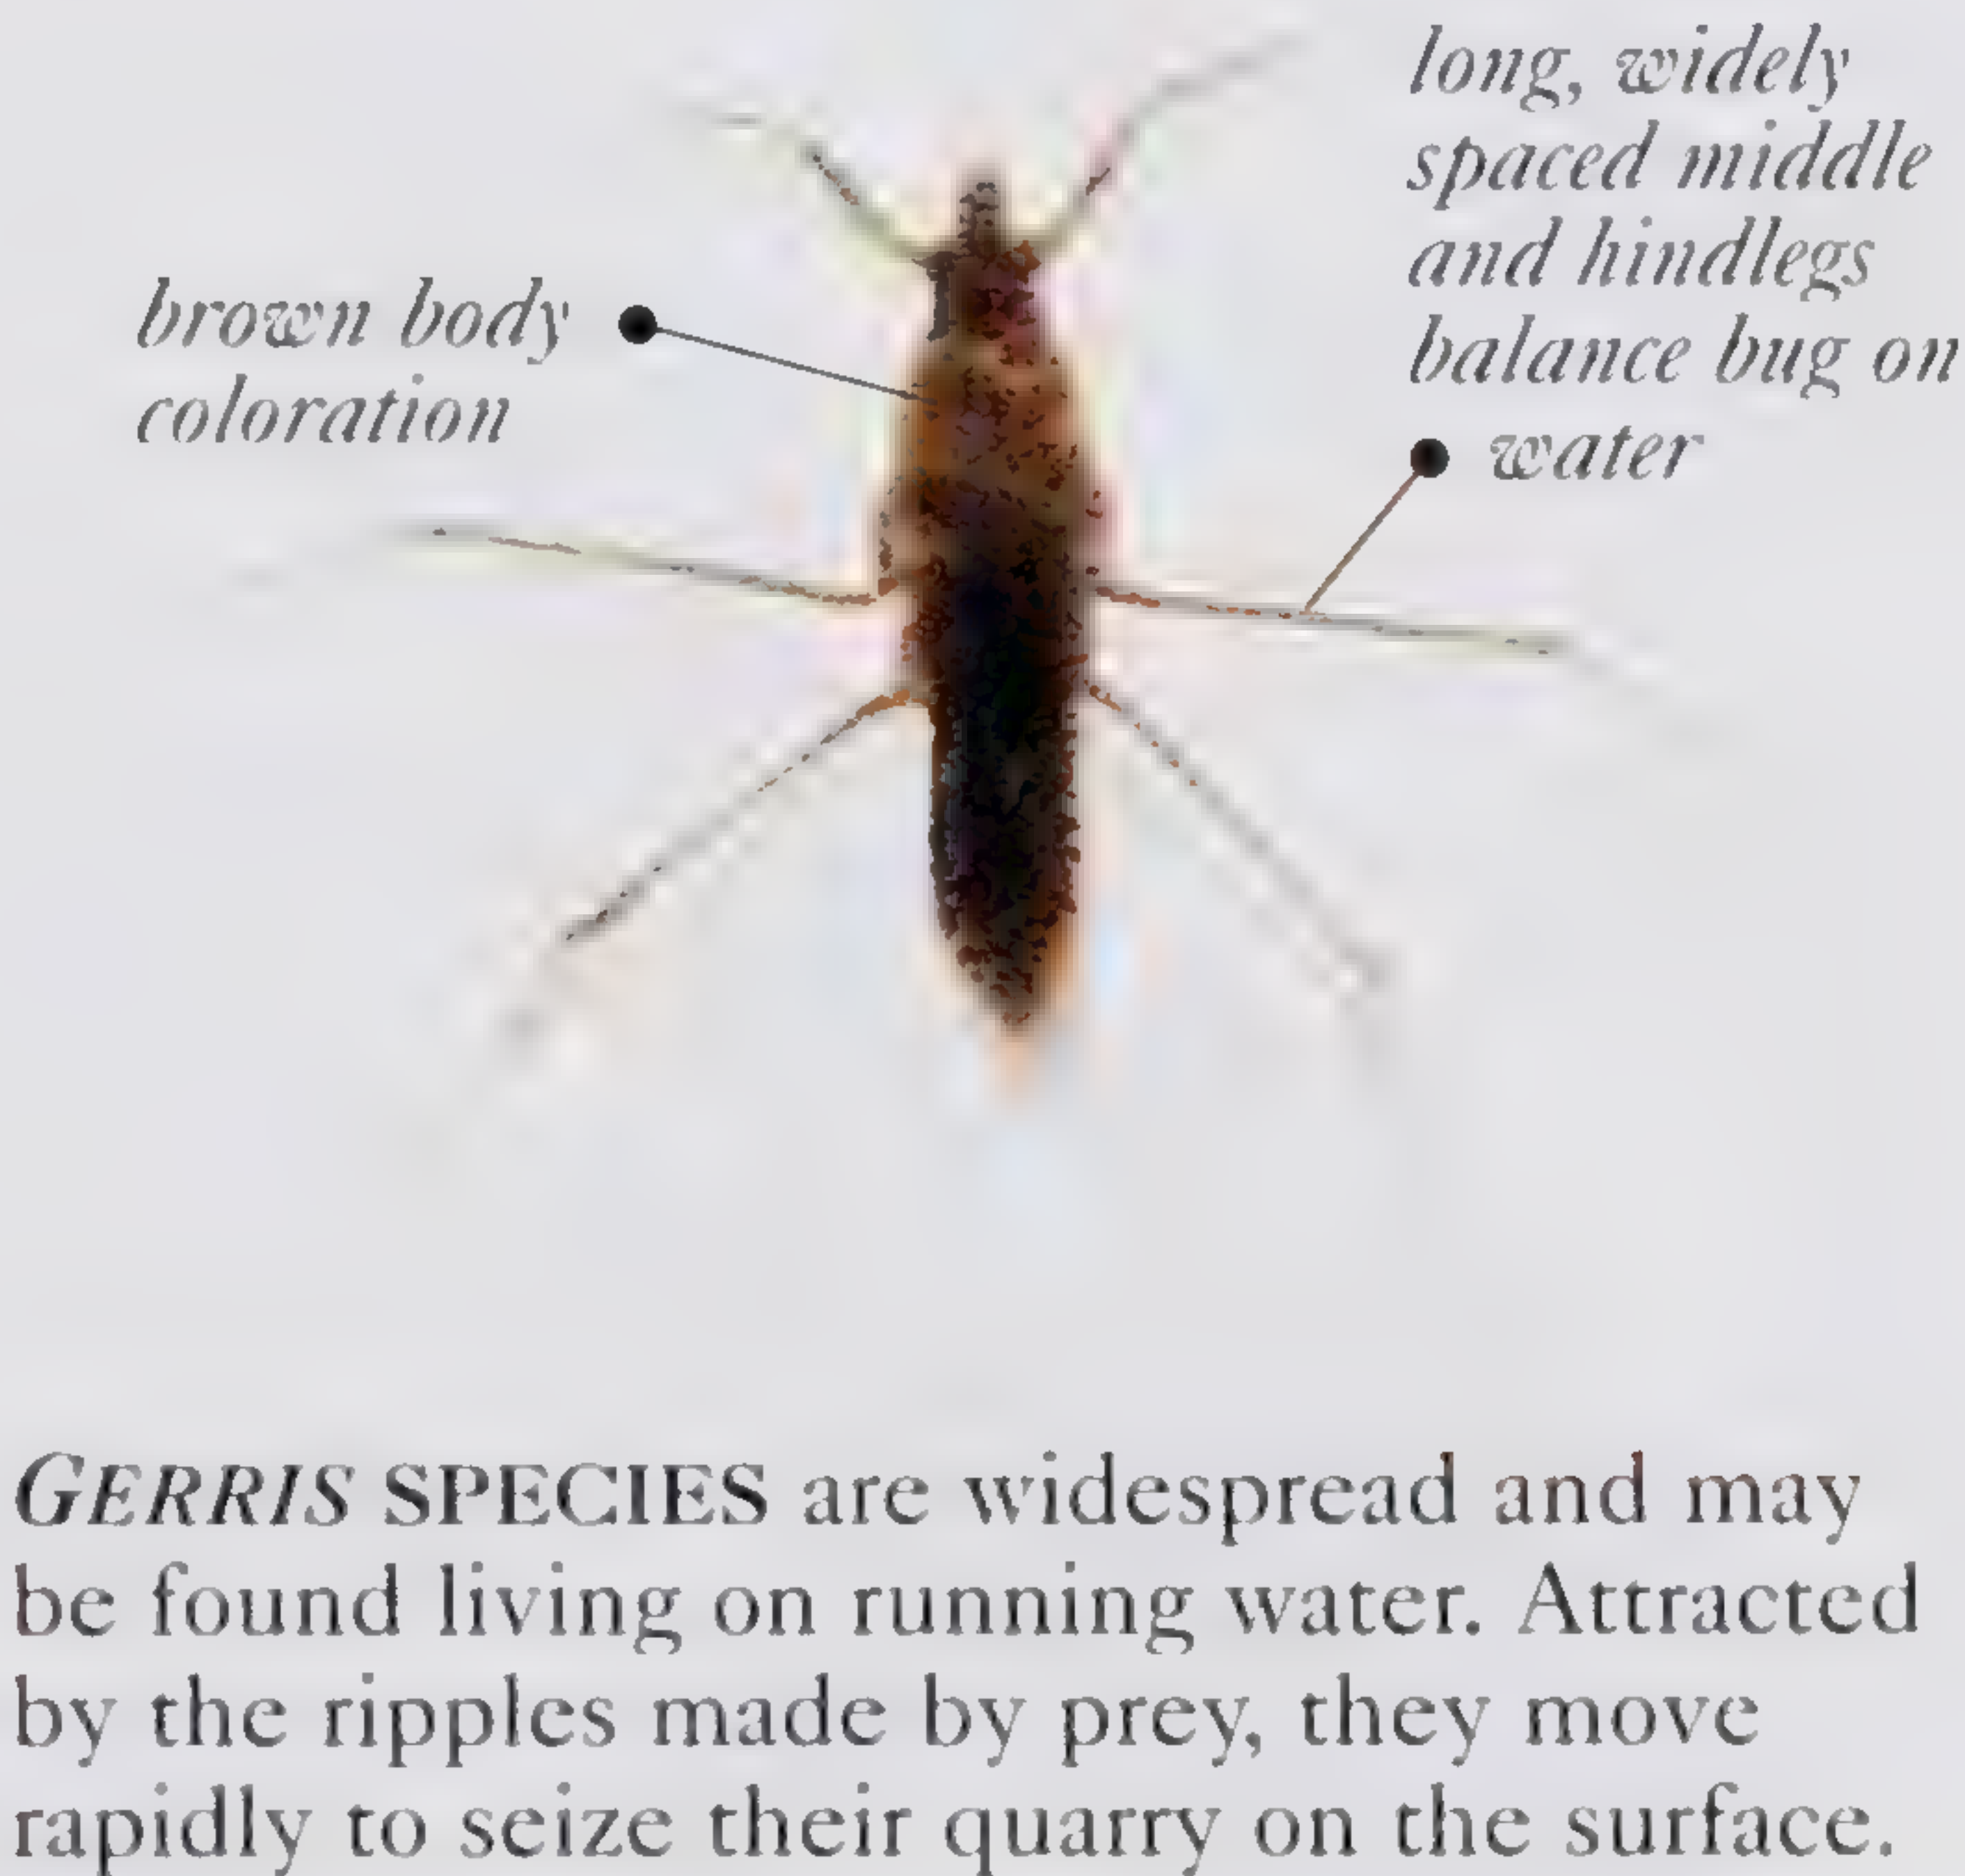 long, widely
spaced middle
and hindlegs
balance bug on
water
brown body
coloration
GERRIS SPECIES are widespread and may
be found living on running water. Attracted
by the ripples made by prey, they move
rapidly to seize their quarry on the surface.